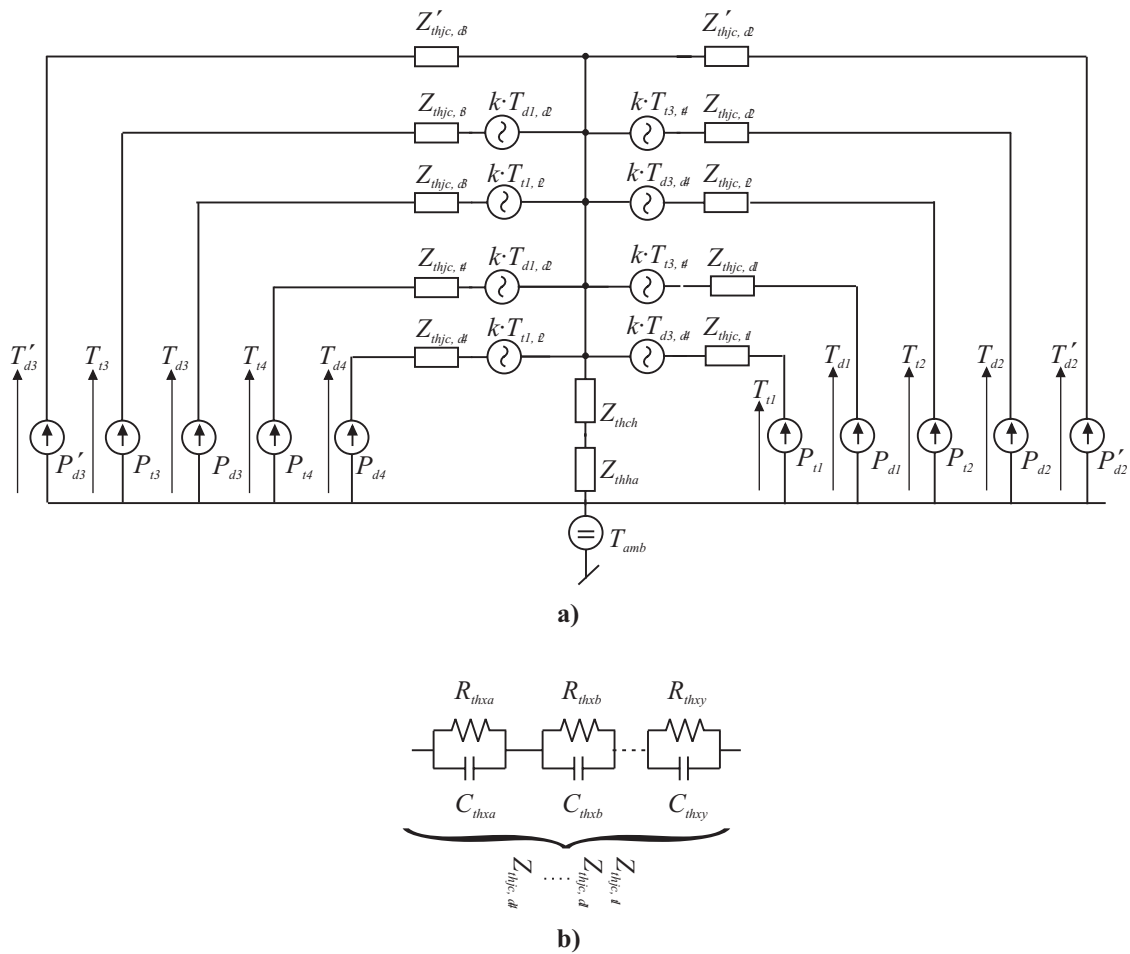 Z′thjc, d3 Z′thjc, d2
Zthjc, t3 k·Td1, d2 k·Tt3, t4 Zthjc, d2
Zthjc, d3 k·Tt1, t2 k·Td3, d4 Zthjc, t2
Zthjc, t4 k·Td1, d2 k·Tt3, t4 Zthjc, d1
Zthjc, d4 k·Tt1, t2 k·Td3, d4 Zthjc, t1
T′d3 Tt3 Td3 Tt4 Td4 Tt1 Td1 Tt2 Td2 T′d2
Zthch
P′d3 Pt3 Pd3 Pt4 Pd4 Pt1 Pd1 Pt2 Pd2 P′d2
Zthha
Tamb
a)
Rthxa Rthxb Rthxy
Cthxa Cthxb Cthxy
Zthjc, d4 .... Zthjc, d1 Zthjc, t1
b)